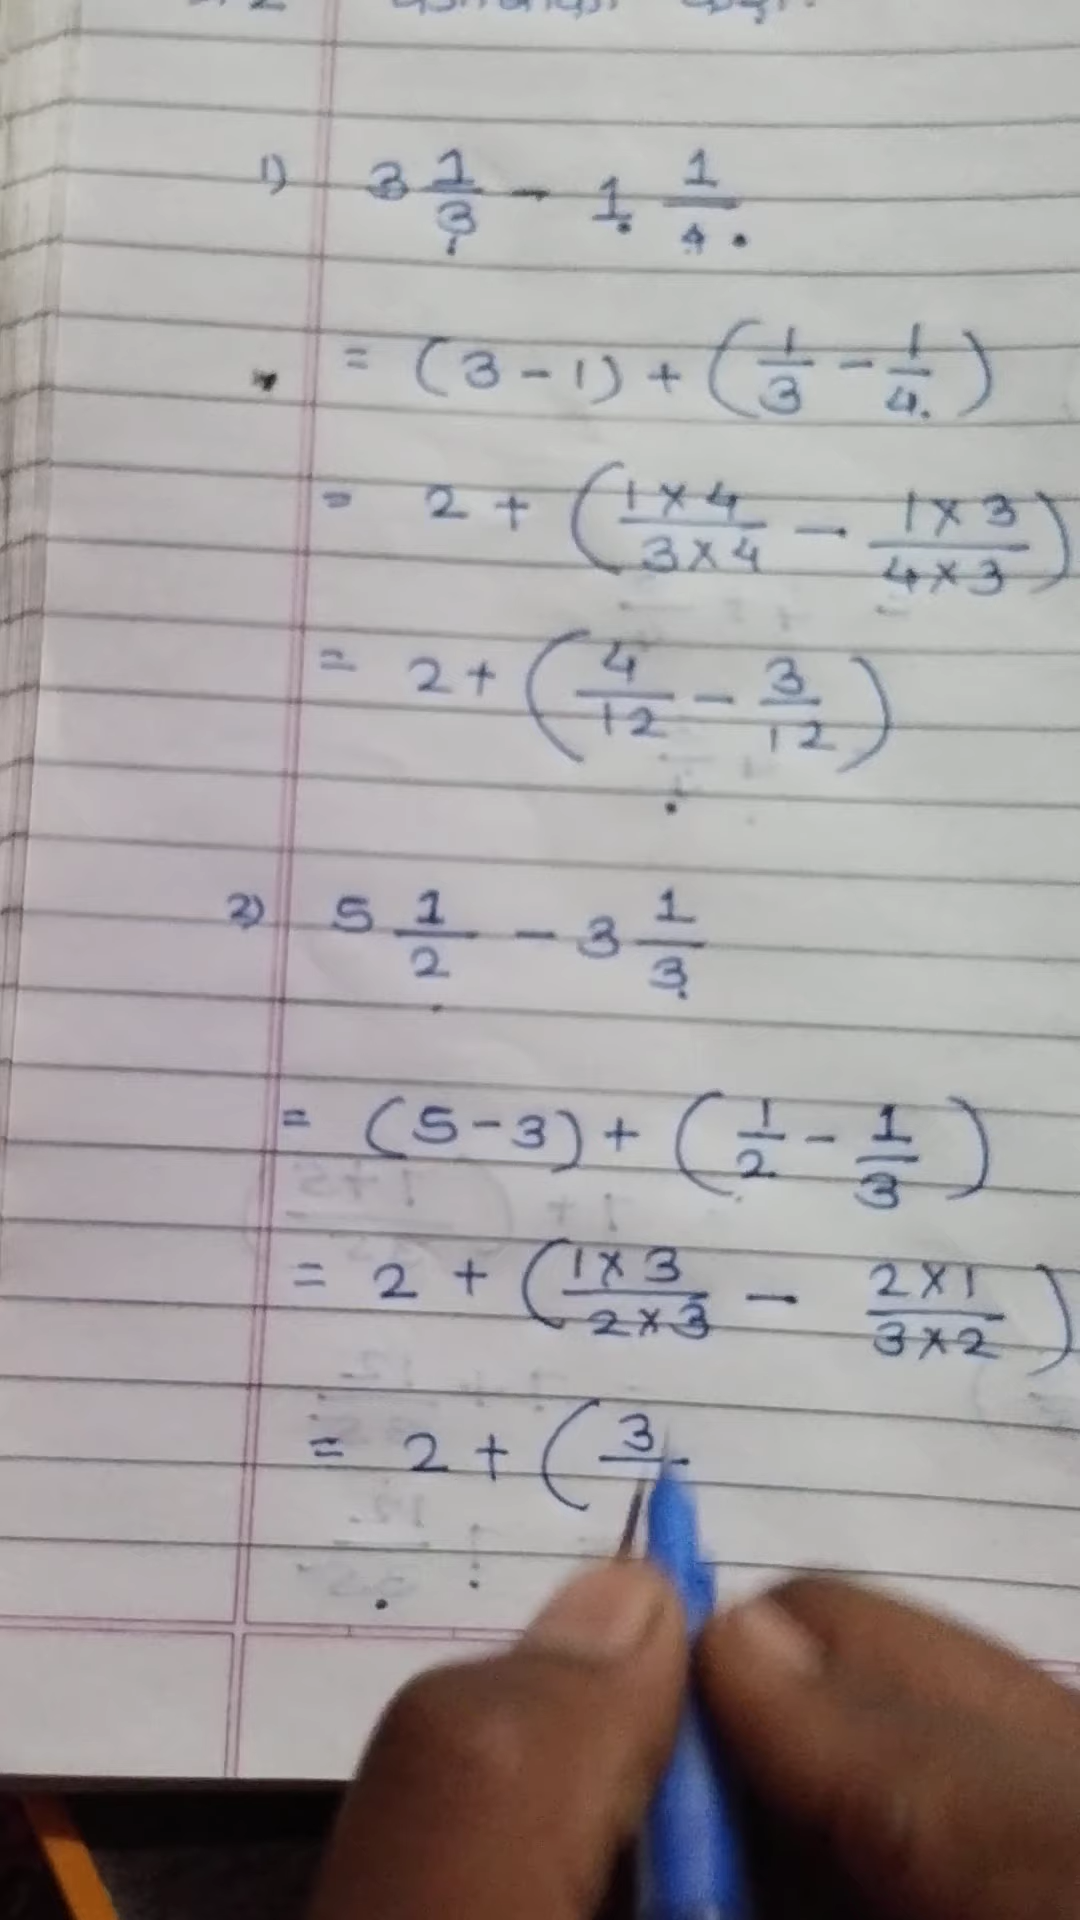 1) 3 1/3 - 1 1/4
= (3 - 1) + (1/3 - 1/4)
= 2 + (1×4/3×4 - 1×3/4×3)
= 2 + (4/12 - 3/12)
2) 5 1/2 - 3 1/3
= (5 - 3) + (1/2 - 1/3)
= 2 + (1×3/2×3 - 2×1/3×2)
= 2 + (3/